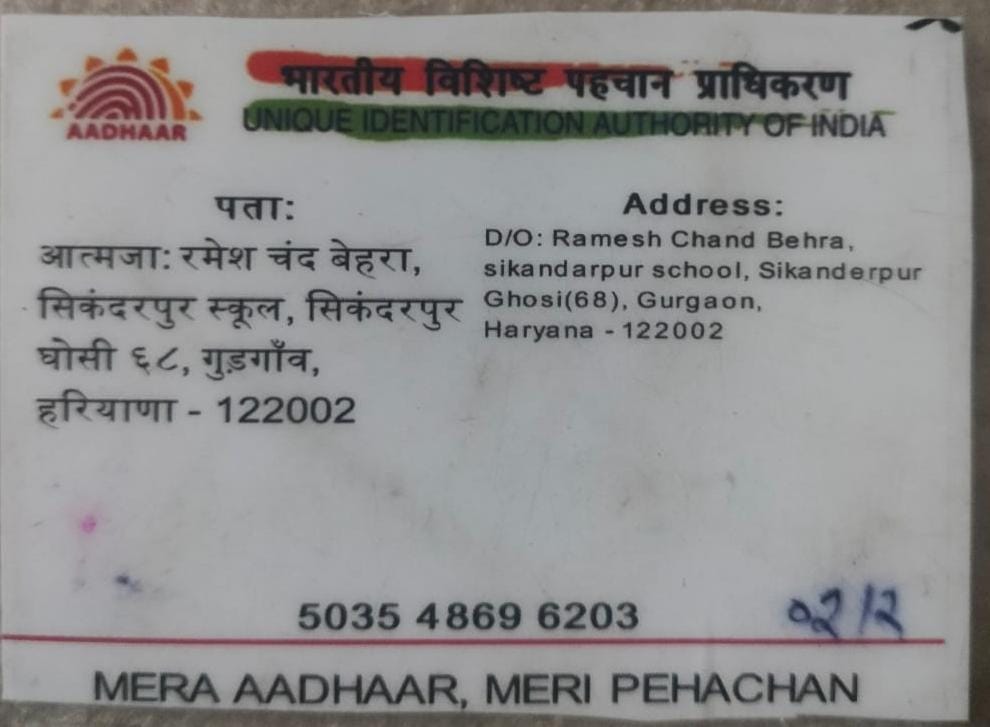 AADHAAR
भारतीय विशिष्ट पहचान प्राधिकरण
UNIQUE IDENTIFICATION AUTHORITY OF INDIA
पता:
आत्मजा: रमेश चंद बेहरा,
सिकंदरपुर स्कूल, सिकंदरपुर
घोसी ६८, गुड़गाँव,
हरियाणा - 122002
Address:
D/O: Ramesh Chand Behra,
sikandarpur school, Sikanderpur
Ghosi(68), Gurgaon,
Haryana - 122002
5035 4869 6203
02/2
MERA AADHAAR, MERI PEHACHAN